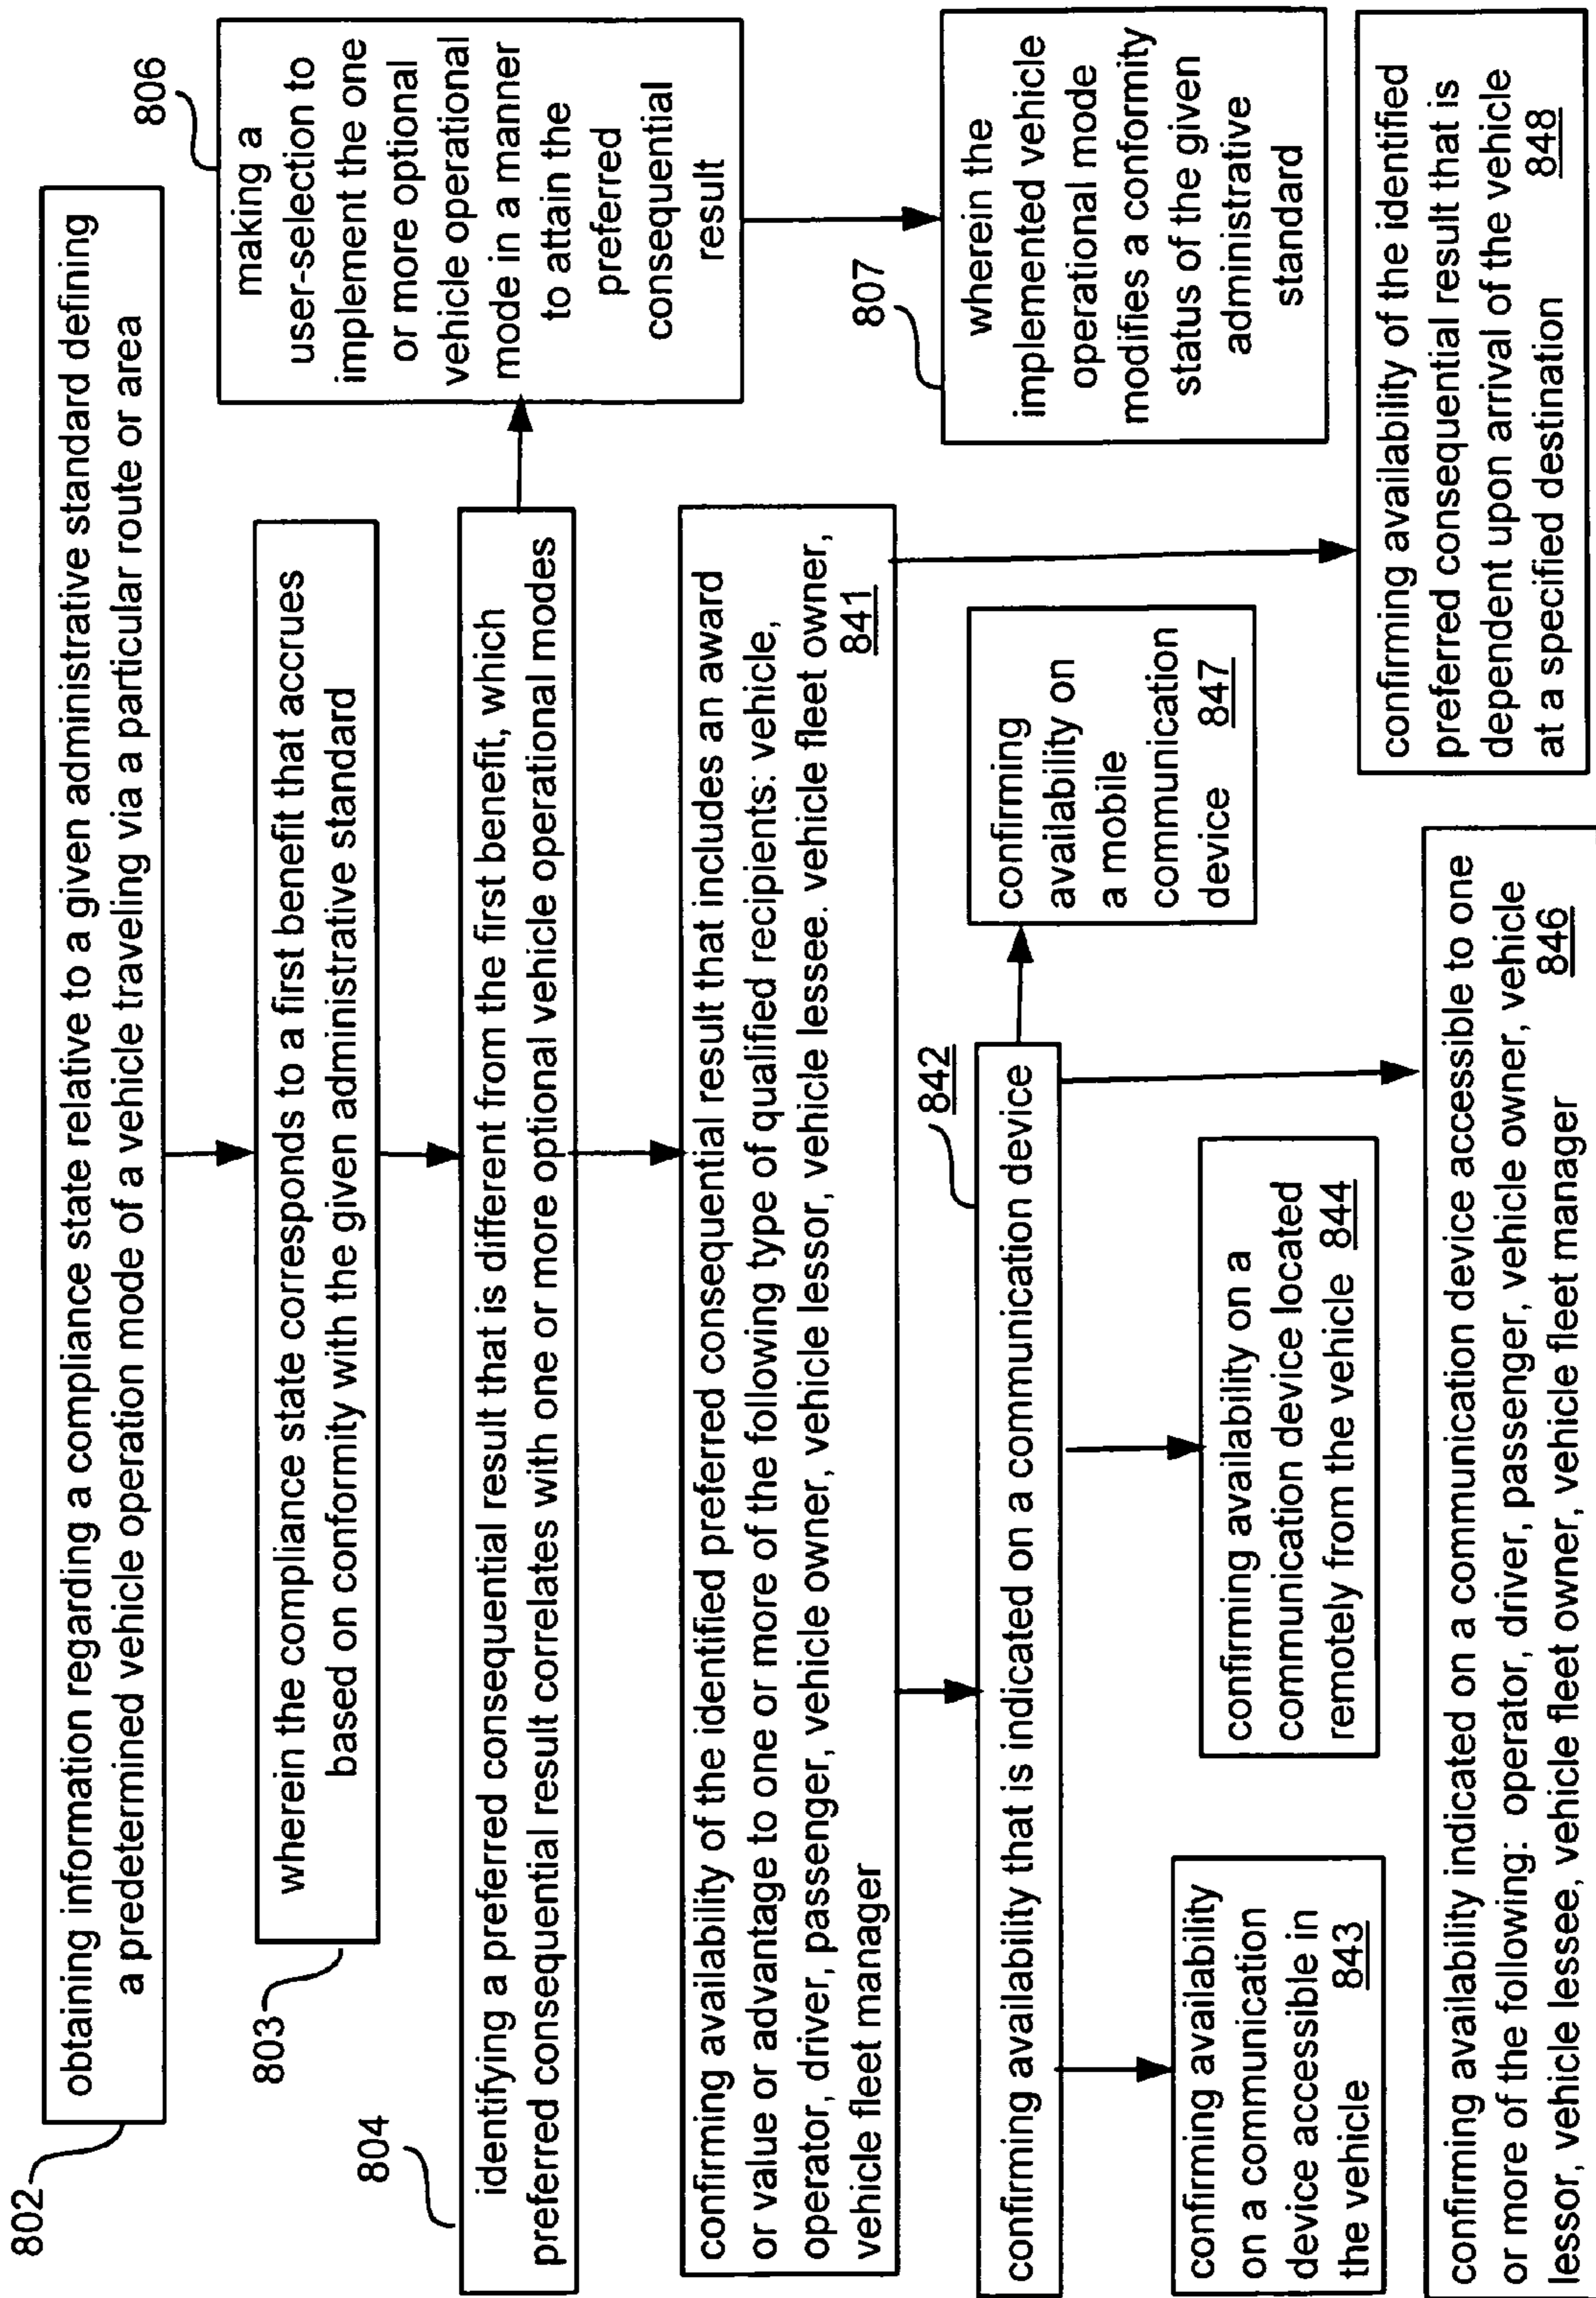 802
obtaining information regarding a compliance state relative to a given administrative standard defining
a predetermined vehicle operation mode of a vehicle traveling via a particular route or area
803
wherein the compliance state corresponds to a first benefit that accrues
based on conformity with the given administrative standard
804
identifying a preferred consequential result that is different from the first benefit, which
preferred consequential result correlates with one or more optional vehicle operational modes
806
making a
user-selection to
implement the one
or more optional
vehicle operational
mode in a manner
to attain the
preferred
consequential
result
807
wherein the
implemented vehicle
operational mode
modifies a conformity
status of the given
administrative
standard
confirming availability of the identified preferred consequential result that includes an award
or value or advantage to one or more of the following type of qualified recipients: vehicle,
operator, driver, passenger, vehicle owner, vehicle lessor, vehicle lessee. vehicle fleet owner,
vehicle fleet manager 841
842
confirming availability that is indicated on a communication device
confirming availability
on a communication
device accessible in
the vehicle 843
confirming availability on a
communication device located
remotely from the vehicle 844
confirming
availability on
a mobile
communication
device 847
confirming availability indicated on a communication device accessible to one
or more of the following: operator, driver, passenger, vehicle owner, vehicle
lessor, vehicle lessee, vehicle fleet owner, vehicle fleet manager 846
confirming availability of the identified
preferred consequential result that is
dependent upon arrival of the vehicle
at a specified destination 848